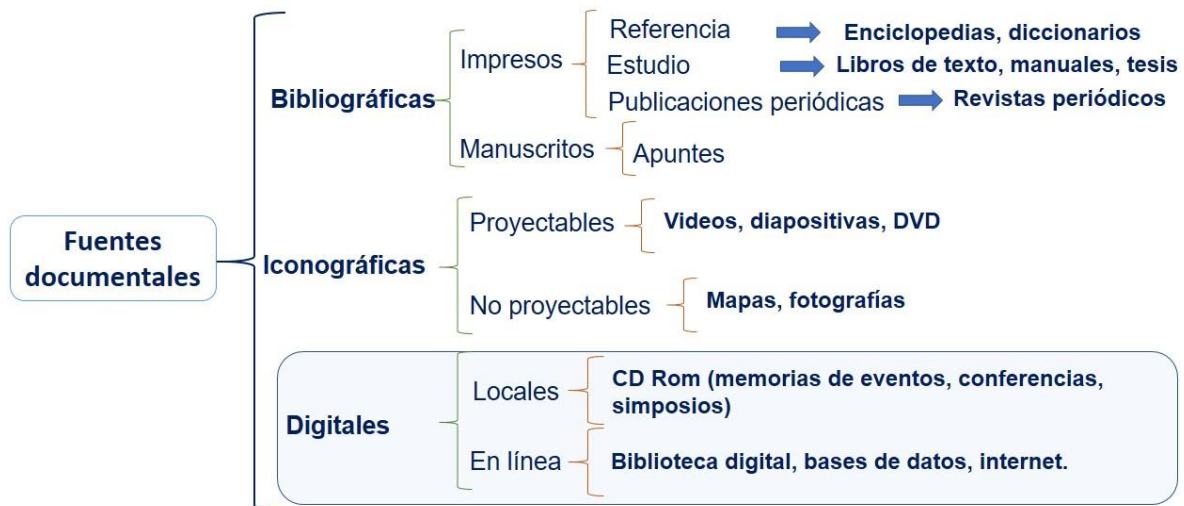 Fuentes
documentales
Bibliográficas
Impresos
Referencia
Enciclopedias, diccionarios
Estudio
Libros de texto, manuales, tesis
Publicaciones periódicas
Revistas periódicos
Manuscritos
Apuntes
Iconográficas
Proyectables
Videos, diapositivas, DVD
No proyectables
Mapas, fotografías
Digitales
Locales
CD Rom (memorias de eventos, conferencias,
simposios)
En línea
Biblioteca digital, bases de datos, internet.